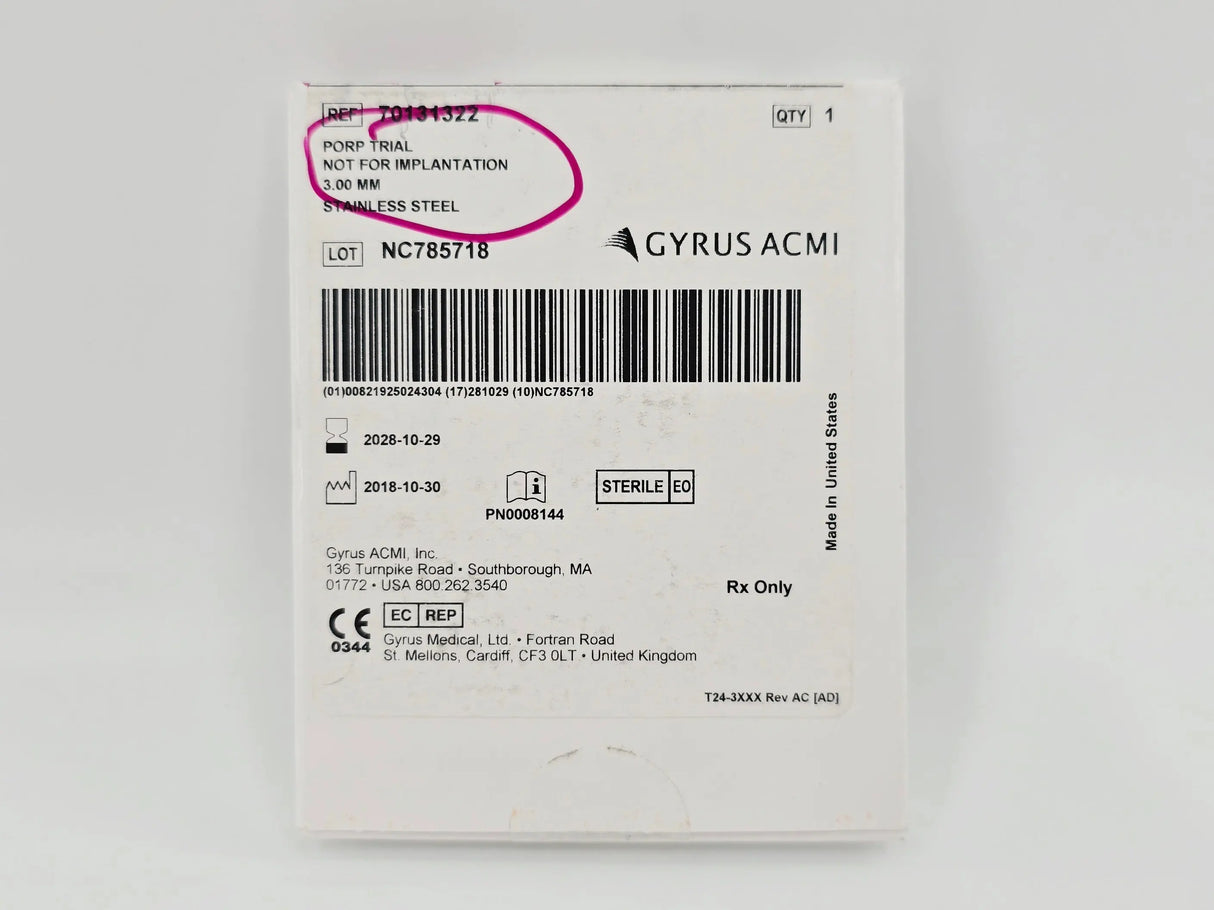 REF 70131322 QTY 1
PORP TRIAL
NOT FOR IMPLANTATION
3.00 MM
STAINLESS STEEL
LOT NC785718
GYRUS ACMI
(01)00821925024304 (17)281029 (10)NC785718
2028-10-29
2018-10-30
PN0008144
STERILE EO
Made In United States
Gyrus ACMI, Inc.
136 Turnpike Road • Southborough, MA
01772 • USA 800.262.3540
Rx Only
CE 0344
EC REP
Gyrus Medical, Ltd. • Fortran Road
St. Mellons, Cardiff, CF3 0LT • United Kingdom
T24-3XXX Rev AC [AD]